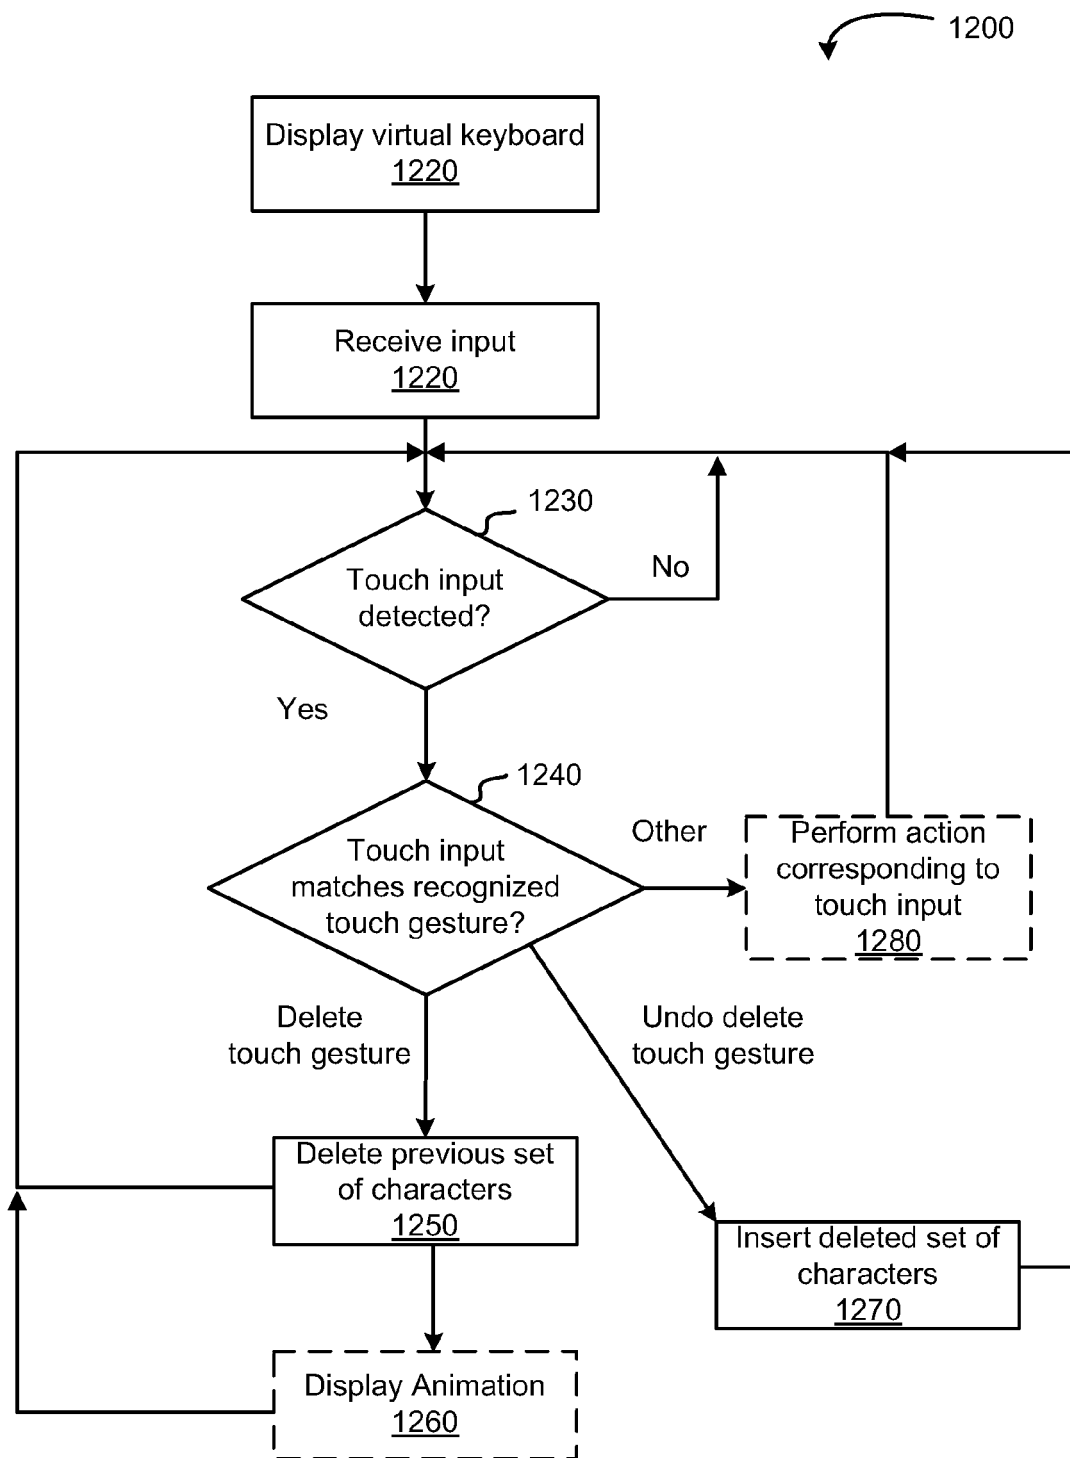 1200
Display virtual keyboard
1220
Receive input
1220
1230
Touch input
detected?
No
Yes
1240
Touch input
matches recognized
touch gesture?
Other
Perform action
corresponding to
touch input
1280
Delete
touch gesture
Undo delete
touch gesture
Delete previous set
of characters
1250
Insert deleted set of
characters
1270
Display Animation
1260